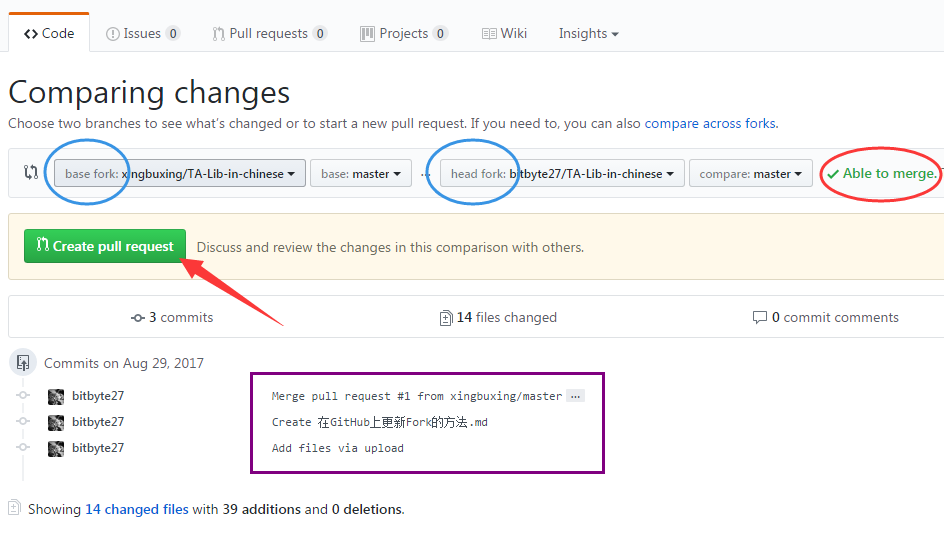 Code Issues 0 Pull requests 0 Projects 0 Wiki Insights
Comparing changes
Choose two branches to see what's changed or to start a new pull request. If you need to, you can also compare across forks.
base fork: xingbuxing/TA-Lib-in-chinese base: master ... head fork: bitbyte27/TA-Lib-in-chinese compare: master Able to merge.
Create pull request Discuss and review the changes in this comparison with others.
3 commits 14 files changed 0 commit comments
Commits on Aug 29, 2017
bitbyte27 Merge pull request #1 from xingbuxing/master ...
bitbyte27 Create 在GitHub上更新Fork的方法.md
bitbyte27 Add files via upload
Showing 14 changed files with 39 additions and 0 deletions.